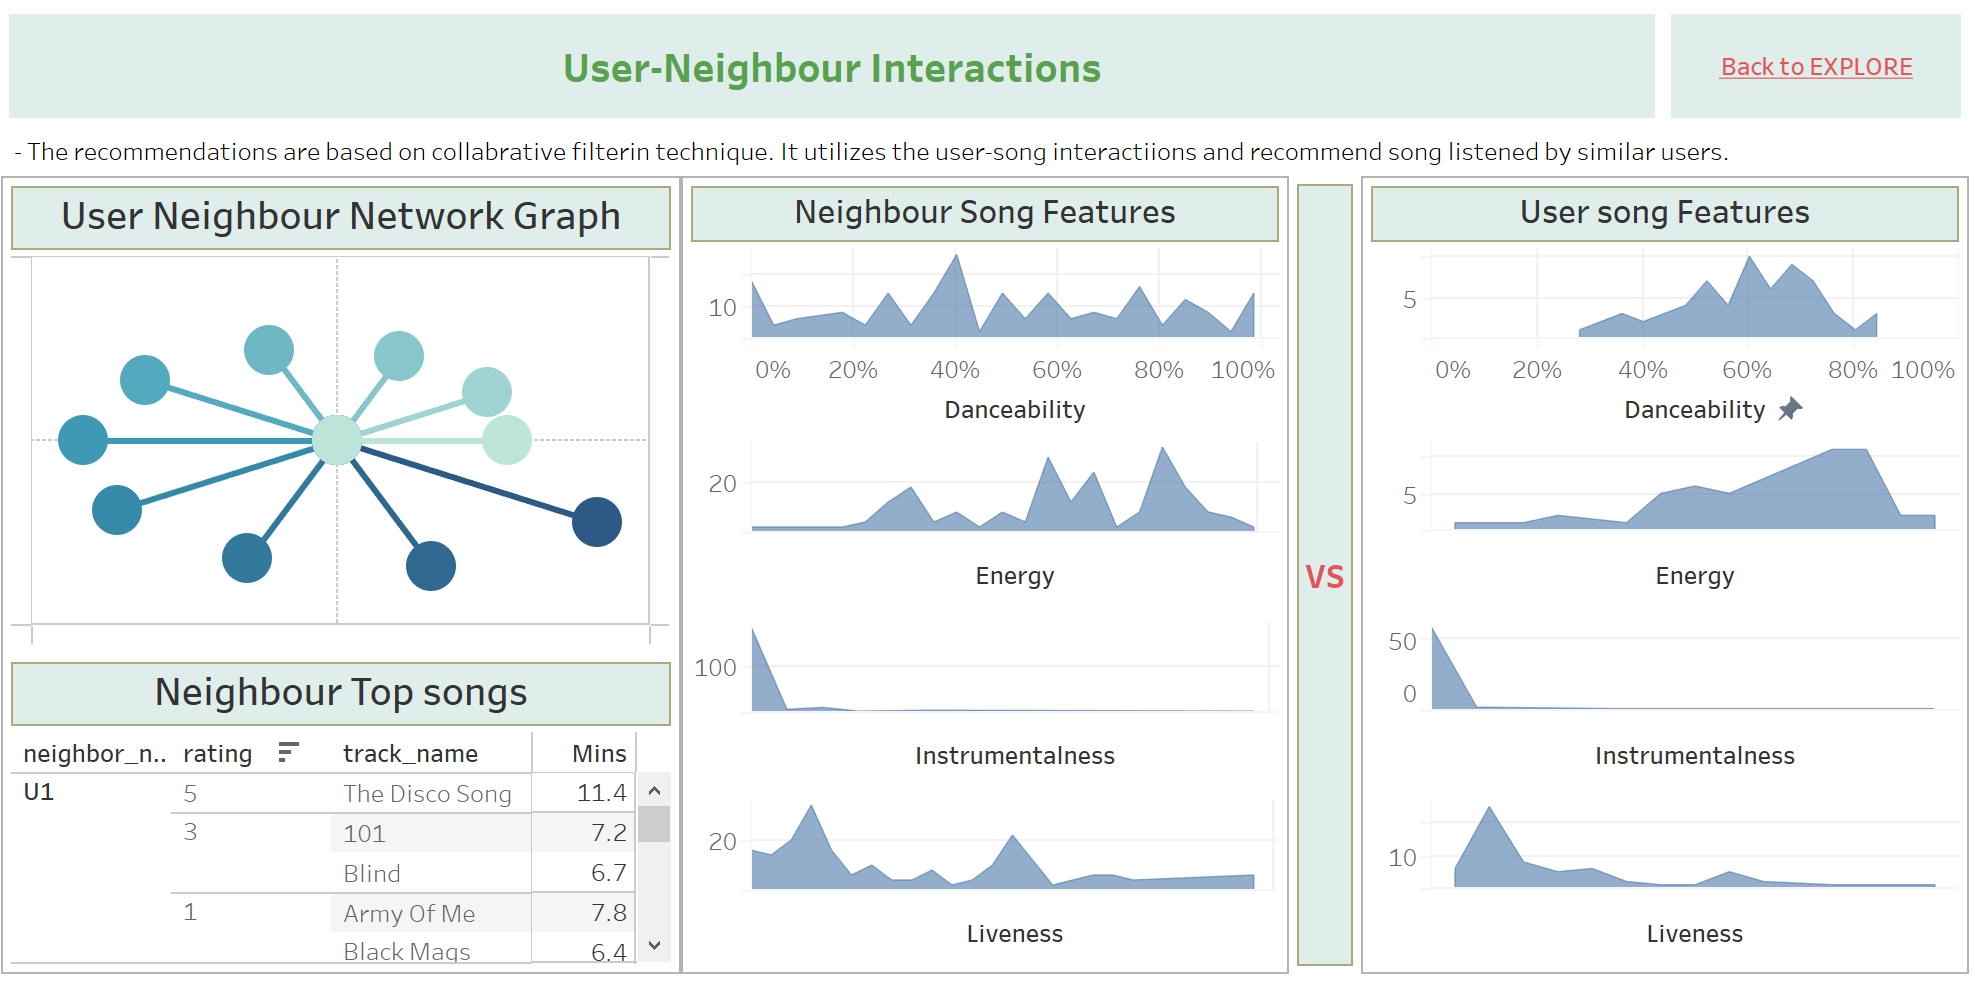 User-Neighbour Interactions
Back to EXPLORE
- The recommendations are based on collabrative filterin technique. It utilizes the user-song interactiions and recommend song listened by similar users.
User Neighbour Network Graph
Neighbour Top songs
neighbor_n.. rating track_name Mins
U1 5 The Disco Song 11.4
3 101 7.2
Blind 6.7
1 Army Of Me 7.8
Black Mags 6.4
Neighbour Song Features
10
0% 20% 40% 60% 80% 100%
Danceability
20
Energy
100
Instrumentalness
20
Liveness
VS
User song Features
5
0% 20% 40% 60% 80% 100%
Danceability
5
Energy
50
0
Instrumentalness
10
Liveness